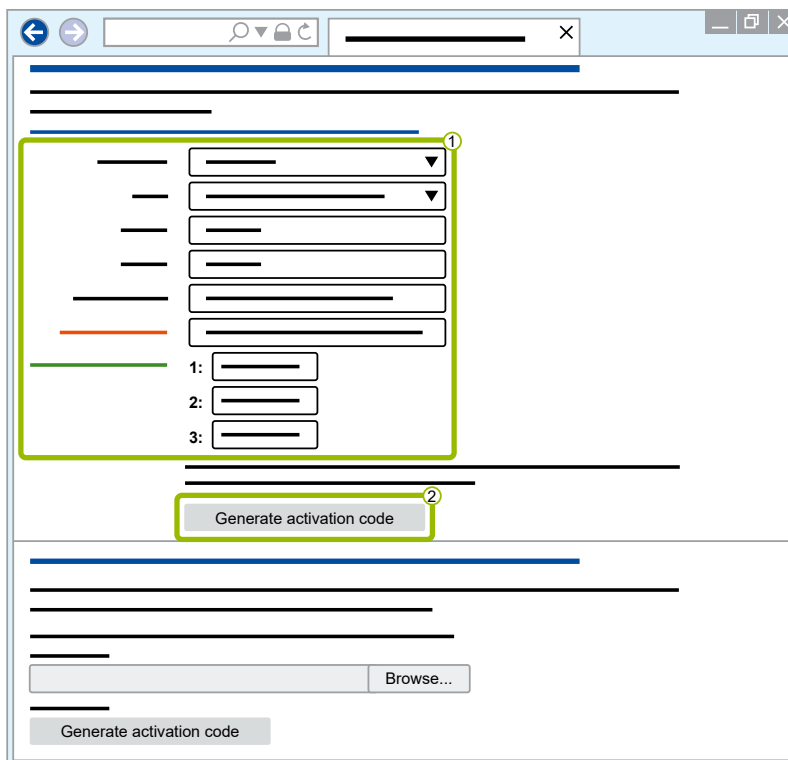 1
1:
2:
3:
2
Generate activation code
Browse...
Generate activation code